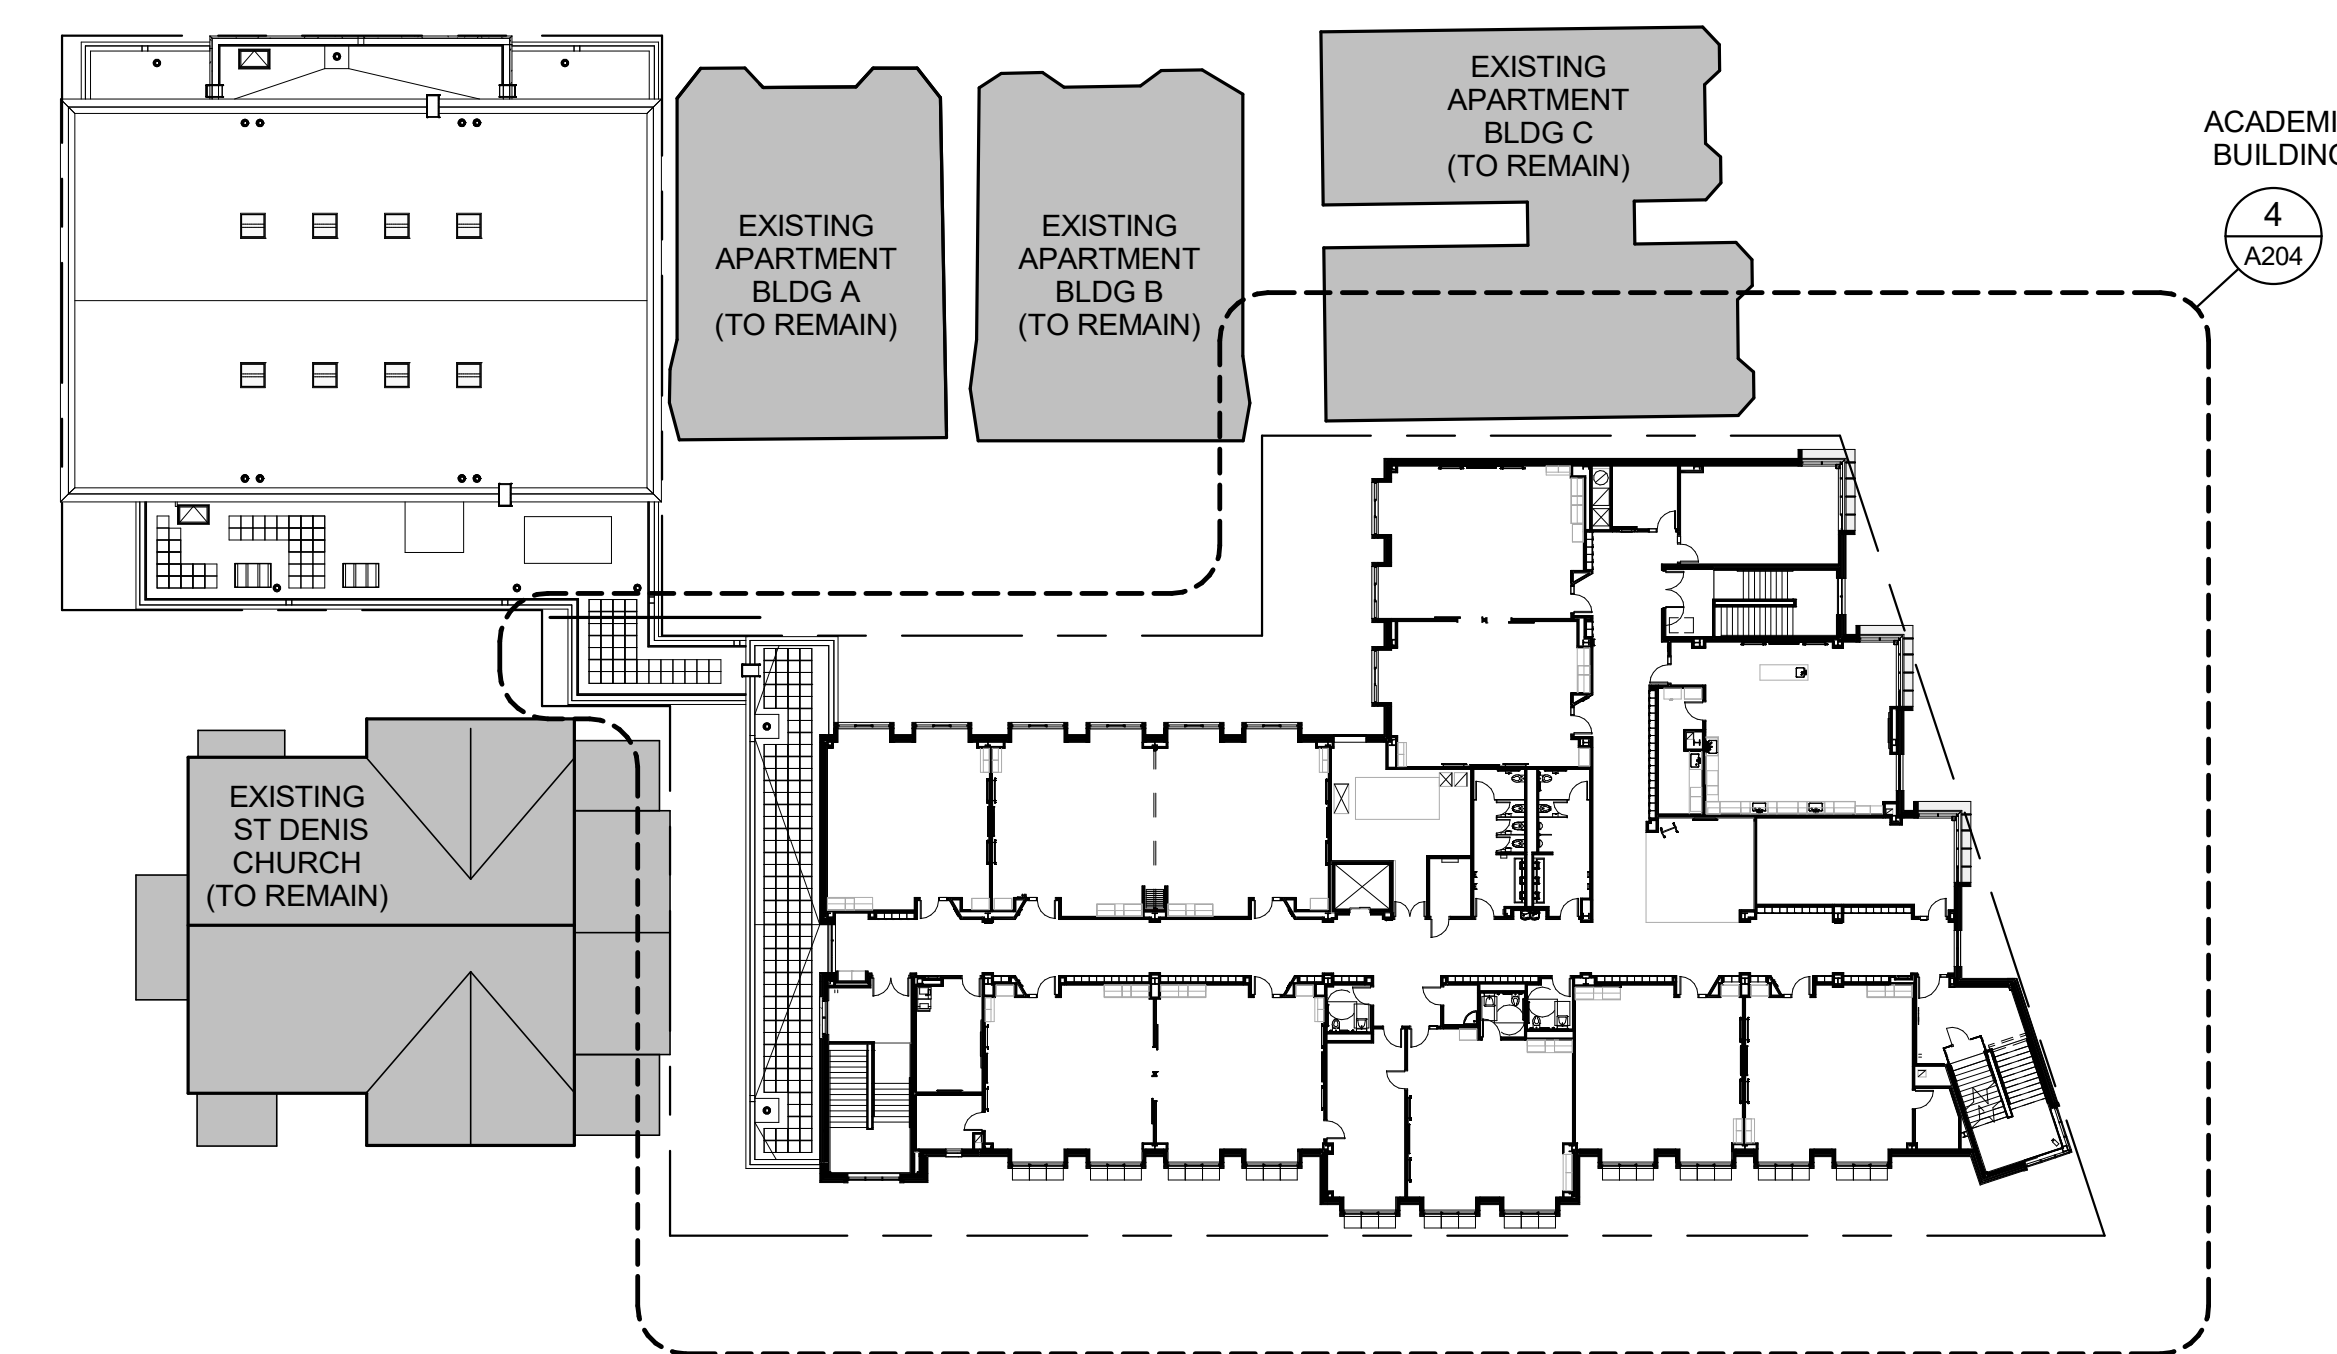 EXISTING
APARTMENT
BLDG C
(TO REMAIN)
ACADEMI
BUILDING
4
A204
EXISTING
APARTMENT
BLDG A
(TO REMAIN)
EXISTING
APARTMENT
BLDG B
(TO REMAIN)
EXISTING
ST DENIS
CHURCH
(TO REMAIN)